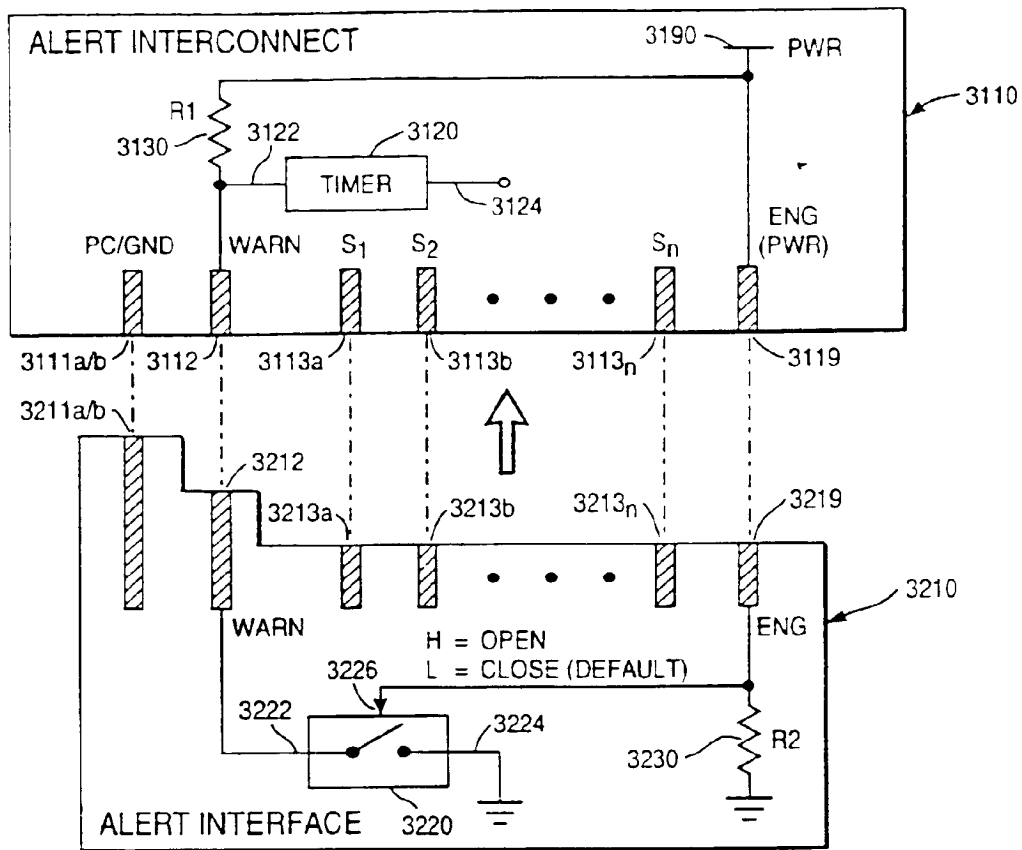 ALERT INTERCONNECT
3190
PWR
3110
R1
3130
3122
3120
TIMER
3124
PC/GND
WARN
S1
S2
Sn
ENG
(PWR)
3111a/b
3112
3113a
3113b
3113n
3119
3211a/b
3212
3213a
3213b
3213n
3219
3210
WARN
ENG
H = OPEN
L = CLOSE (DEFAULT)
3226
3222
3224
3230
R2
3220
ALERT INTERFACE